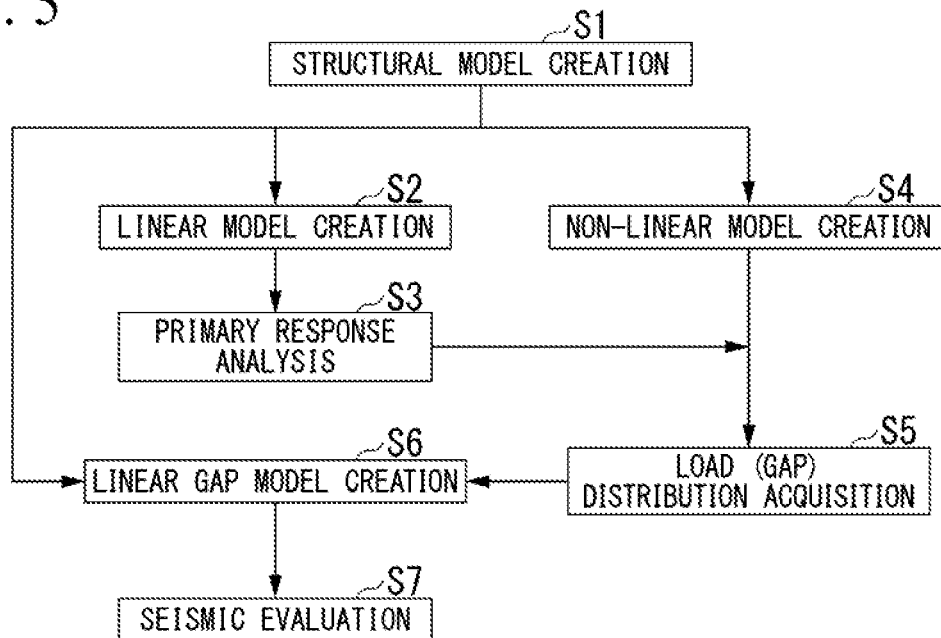 . 5
S1
STRUCTURAL MODEL CREATION
S2
LINEAR MODEL CREATION
S4
NON-LINEAR MODEL CREATION
S3
PRIMARY RESPONSE
ANALYSIS
S6
LINEAR GAP MODEL CREATION
S5
LOAD (GAP)
DISTRIBUTION ACQUISITION
S7
SEISMIC EVALUATION